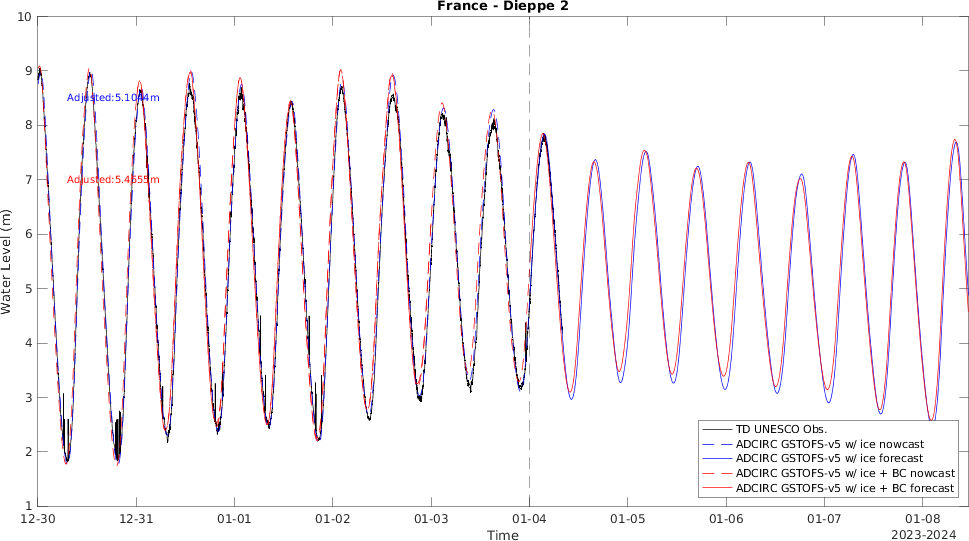 France - Dieppe 2
10
9
8
7
6
5
4
3
2
1
Water Level (m)
Adjusted:5.1044m
Adjusted:5.4555m
TD UNESCO Obs.
ADCIRC GSTOFS-v5 w/ ice nowcast
ADCIRC GSTOFS-v5 w/ ice forecast
ADCIRC GSTOFS-v5 w/ ice + BC nowcast
ADCIRC GSTOFS-v5 w/ ice + BC forecast
12-30 12-31 01-01 01-02 01-03 01-04 01-05 01-06 01-07 01-08
Time
2023-2024